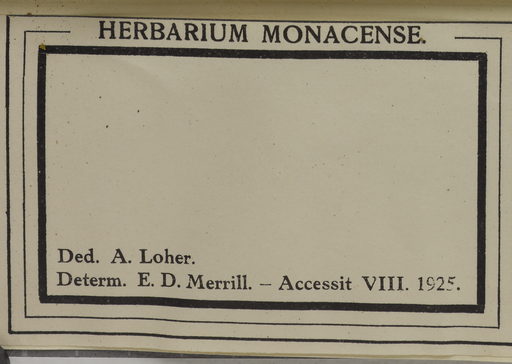 HERBARIUM MONACENSE.
Ded. A. Loher.
Determ. E. D. Merrill. – Accessit VIII. 1925.